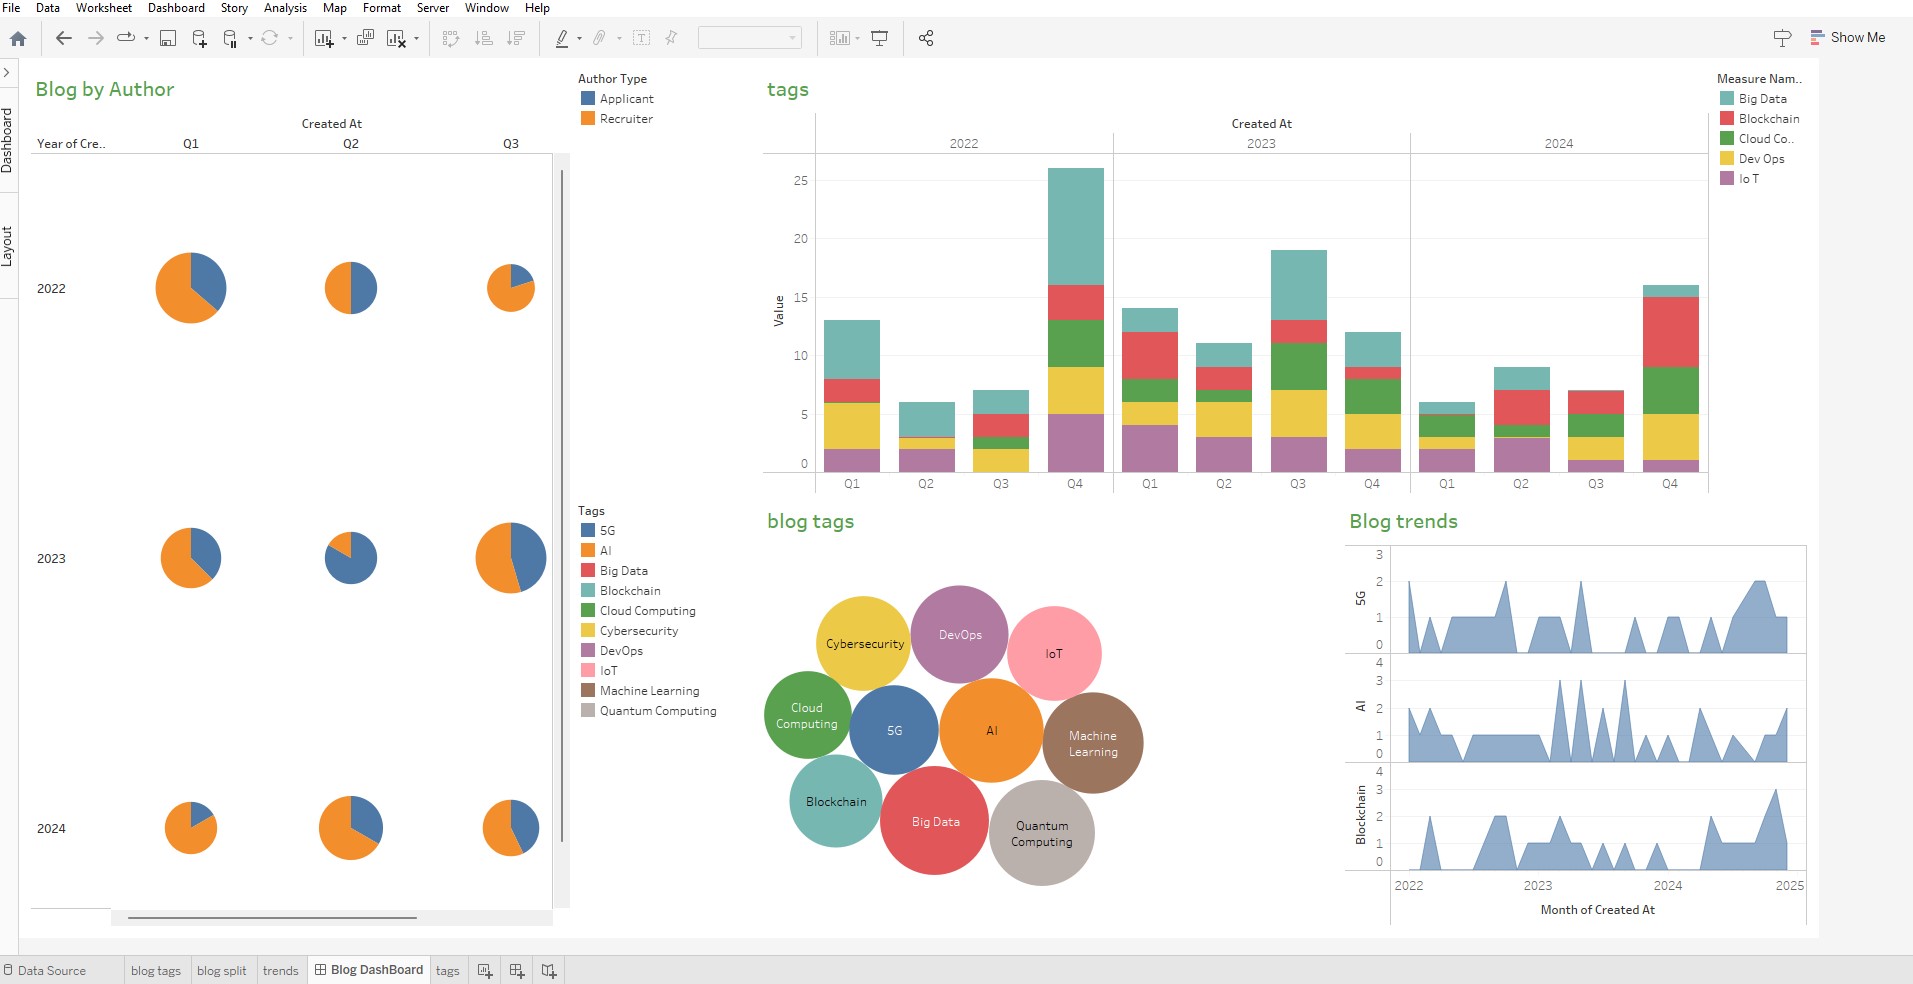 File Data Worksheet Dashboard Story Analysis Map Format Server Window Help
Show Me
Dashboard
Layout
Blog by Author
Created At
Year of Cre..
Q1 Q2 Q3
2022
2023
2024
Author Type
Applicant
Recruiter
Tags
5G
AI
Big Data
Blockchain
Cloud Computing
Cybersecurity
DevOps
IoT
Machine Learning
Quantum Computing
tags
Created At
2022 2023 2024
Value
25
20
15
10
5
0
Q1 Q2 Q3 Q4 Q1 Q2 Q3 Q4 Q1 Q2 Q3 Q4
Measure Nam..
Big Data
Blockchain
Cloud Co..
Dev Ops
Io T
blog tags
Cybersecurity
DevOps
IoT
Cloud
Computing
5G
AI
Machine
Learning
Blockchain
Big Data
Quantum
Computing
Blog trends
5G
3
2
1
0
AI
4
3
2
1
0
Blockchain
4
3
2
1
0
2022 2023 2024 2025
Month of Created At
Data Source blog tags blog split trends Blog DashBoard tags